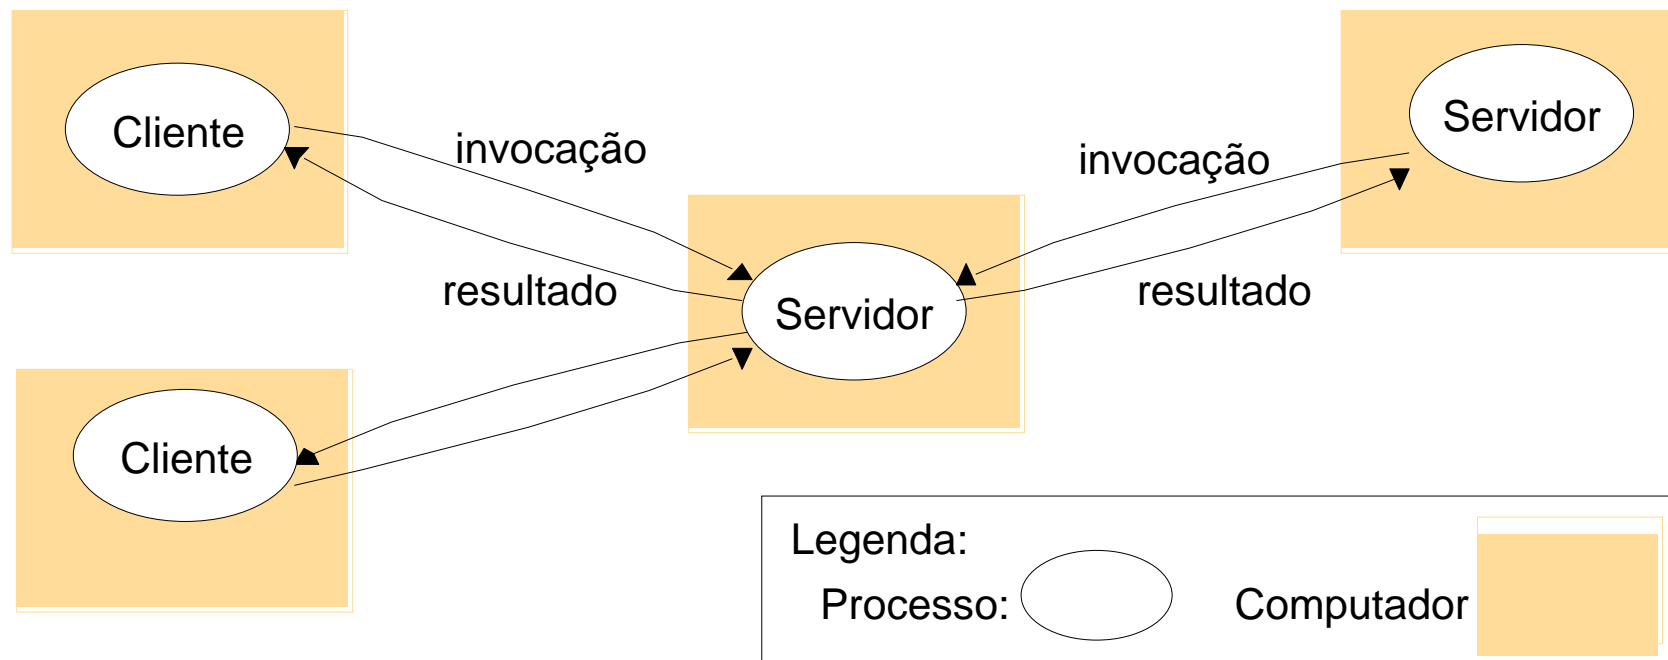 Cliente
invocação
resultado
Cliente
Servidor
invocação
resultado
Servidor
Legenda:
Processo:
Computador